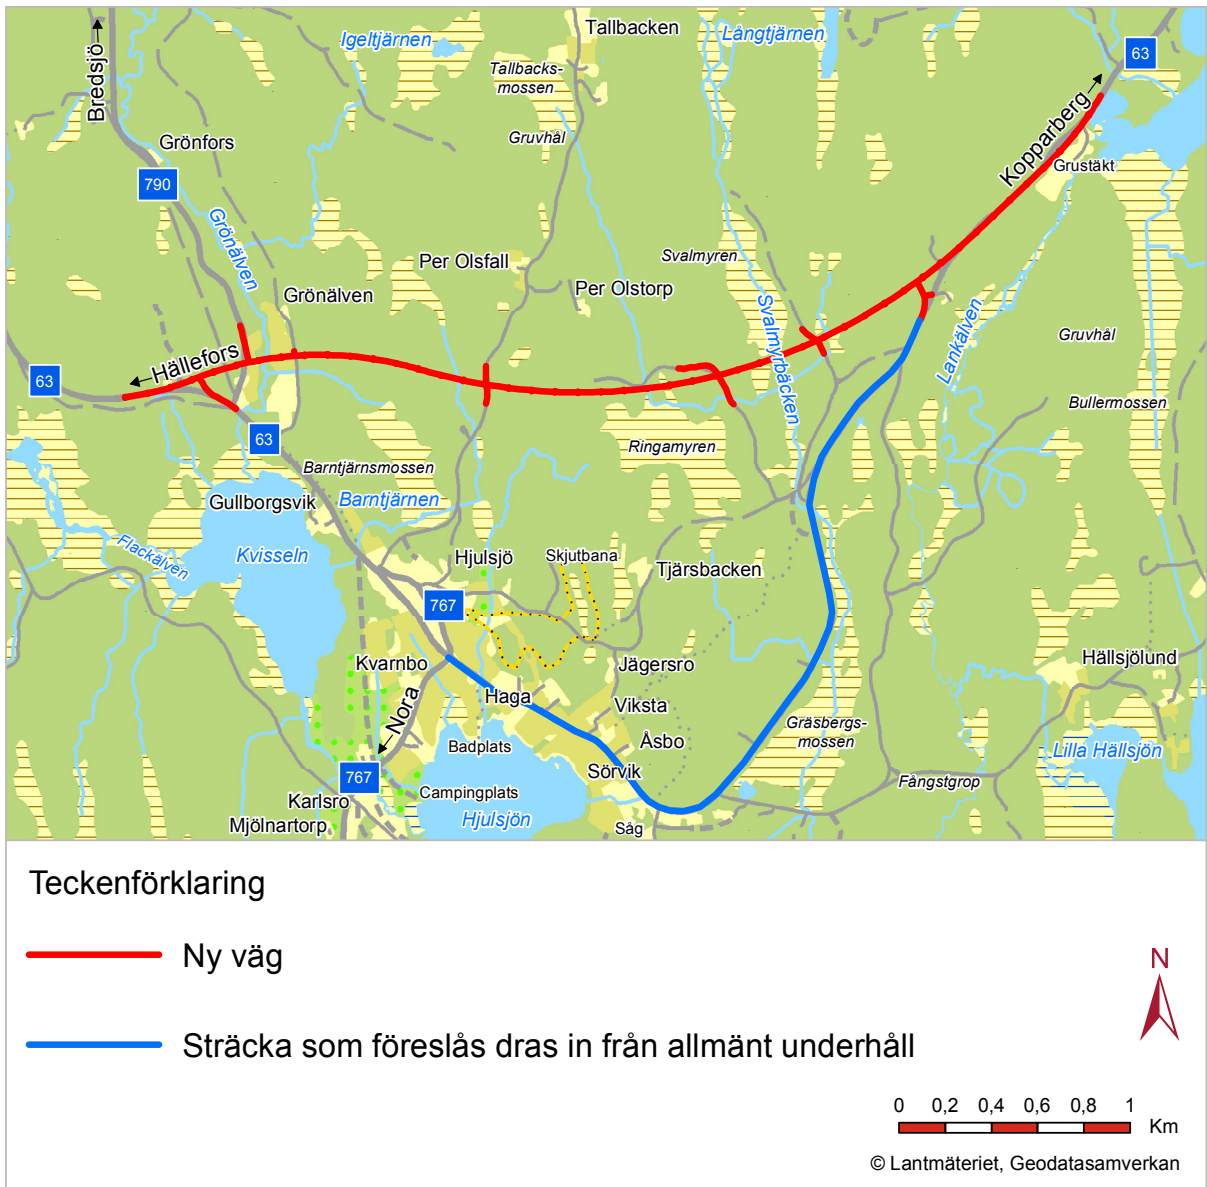 Tallbacken
Långtjärnen
Igeltjärnen
63
Bredsjö
Tallbacks-
mossen
Kopparberg
Gruvhål
Grönfors
Grustäkt
790
Grönälven
Per Olsfall
Svalmyren
Per Olstorp
Grönälven
Svalmyrbäcken
Lankälven
Gruvhål
Hällefors
63
Bullermossen
63
Ringamyren
Barntjärnsmossen
Gullborgsvik
Barntjärnen
Flackälven
Kvisseln
Hjulsjö
Skjutbana
Tjärsbacken
767
Kvarnbo
Jägersro
Hällsjölund
Nora
Haga
Viksta
Gräsbergs-
mossen
Badplats
Åsbo
Lilla Hällsjön
767
Sörvik
Fångstgrop
Karlsro
Campingplats
Mjölnartorp
Hjulsjön
Såg
Teckenförklaring
Ny väg
N
Sträcka som föreslås dras in från allmänt underhåll
0 0,2 0,4 0,6 0,8 1
Km
© Lantmäteriet, Geodatasamverkan